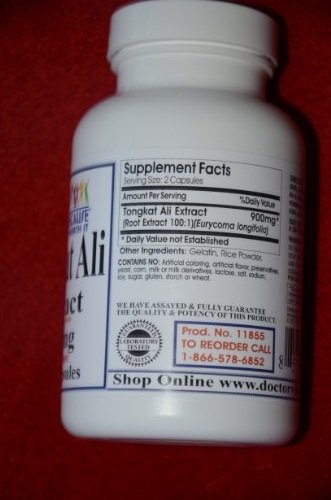 Supplement Facts
Serving Size: 2 Capsules
Amount Per Serving %Daily Value
Tongkat Ali Extract 900mg*
(Root Extract 100:1)(Eurycoma longifolia)
* Daily Value not Established
Other Ingredients: Gelatin, Rice Powder.
CONTAINS NO: Artificial coloring, artificial flavor, preservatives,
yeast, corn, milk or milk derivatives, lactose, salt, sodium,
soy, sugar, gluten, starch or wheat.
WE HAVE ASSAYED & FULLY GUARANTEE
THE QUALITY & POTENCY OF THIS PRODUCT.
GUARANTEED
LABORATORY
TESTED
QUALITY
Prod. No. 11855
TO REORDER CALL
1-866-578-6852
Shop Online www.doctorv
Ali
act